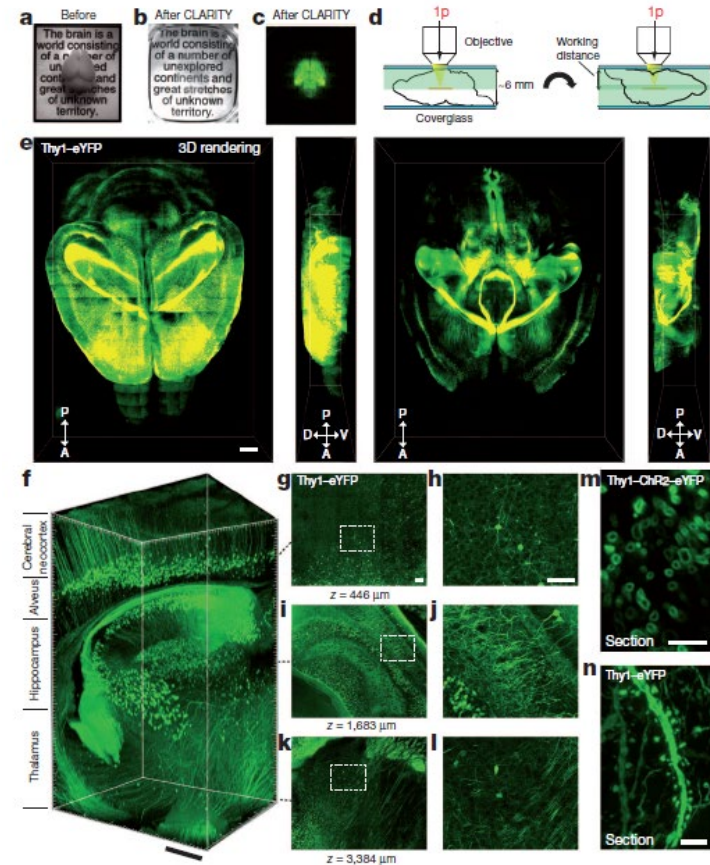 a
Before
The brain is a
world consisting
of a number of
unexplored
continents and
great stretches
of unknown
territory.
b
After CLARITY
The brain is a
world consisting
of a number of
unexplored
continents and
great stretches
of unknown
territory.
c
After CLARITY
d
1p
1p
Objective
Working
distance
~6 mm
Coverglass
e
Thy1–eYFP
3D rendering
P
A
P
D V
A
P
A
P
D V
A
f
Cerebral
neocortex
Alveus
Hippocampus
Thalamus
g
Thy1–eYFP
z = 446 μm
h
i
z = 1,683 μm
j
k
z = 3,384 μm
l
m
Thy1–ChR2–eYFP
Section
n
Thy1–eYFP
Section